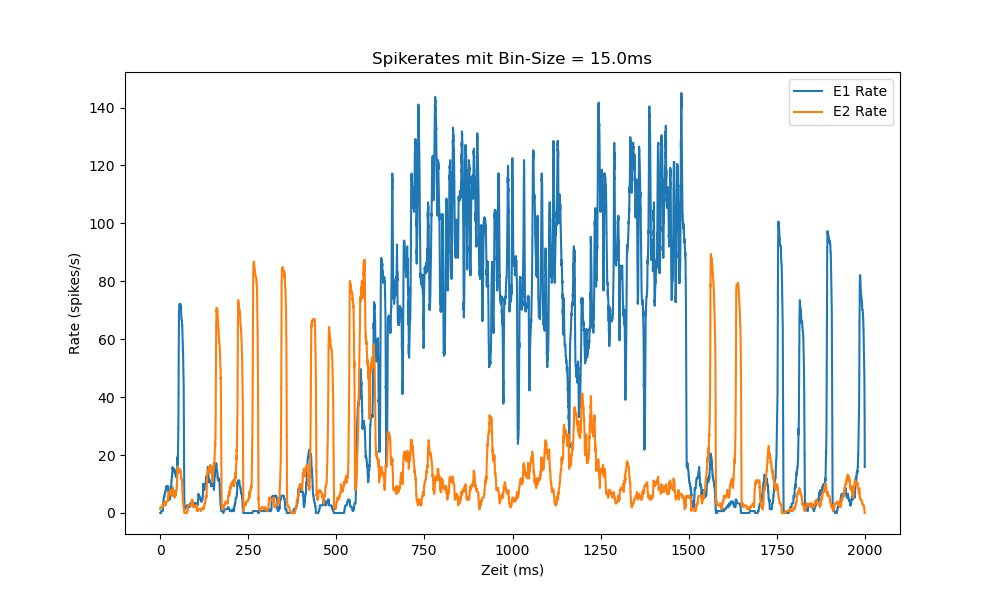 Spikerates mit Bin-Size = 15.0ms
E1 Rate
E2 Rate
140
120
100
80
60
40
20
0
Rate (spikes/s)
0 250 500 750 1000 1250 1500 1750 2000
Zeit (ms)